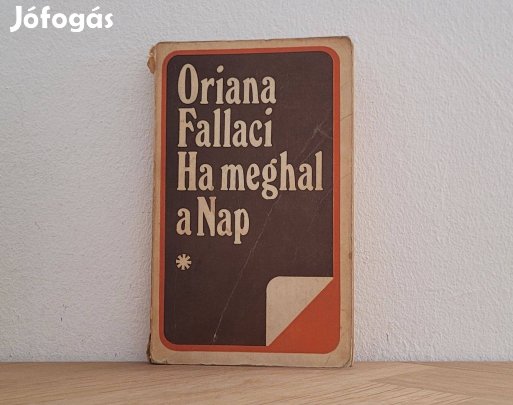 Jófogás
Oriana
Fallaci
Ha meghal
a Nap
*